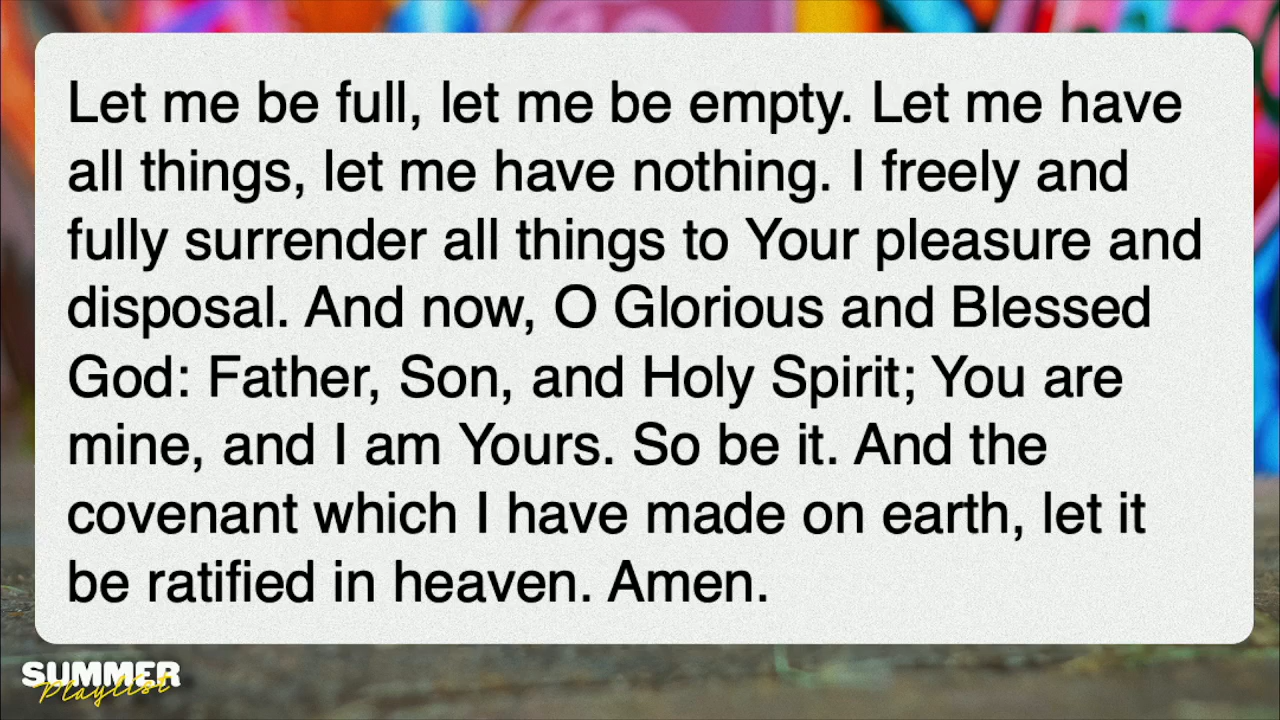 Let me be full, let me be empty. Let me have
all things, let me have nothing. I freely and
fully surrender all things to Your pleasure and
disposal. And now, O Glorious and Blessed
God: Father, Son, and Holy Spirit; You are
mine, and I am Yours. So be it. And the
covenant which I have made on earth, let it
be ratified in heaven. Amen.
SUMMER
Playlist